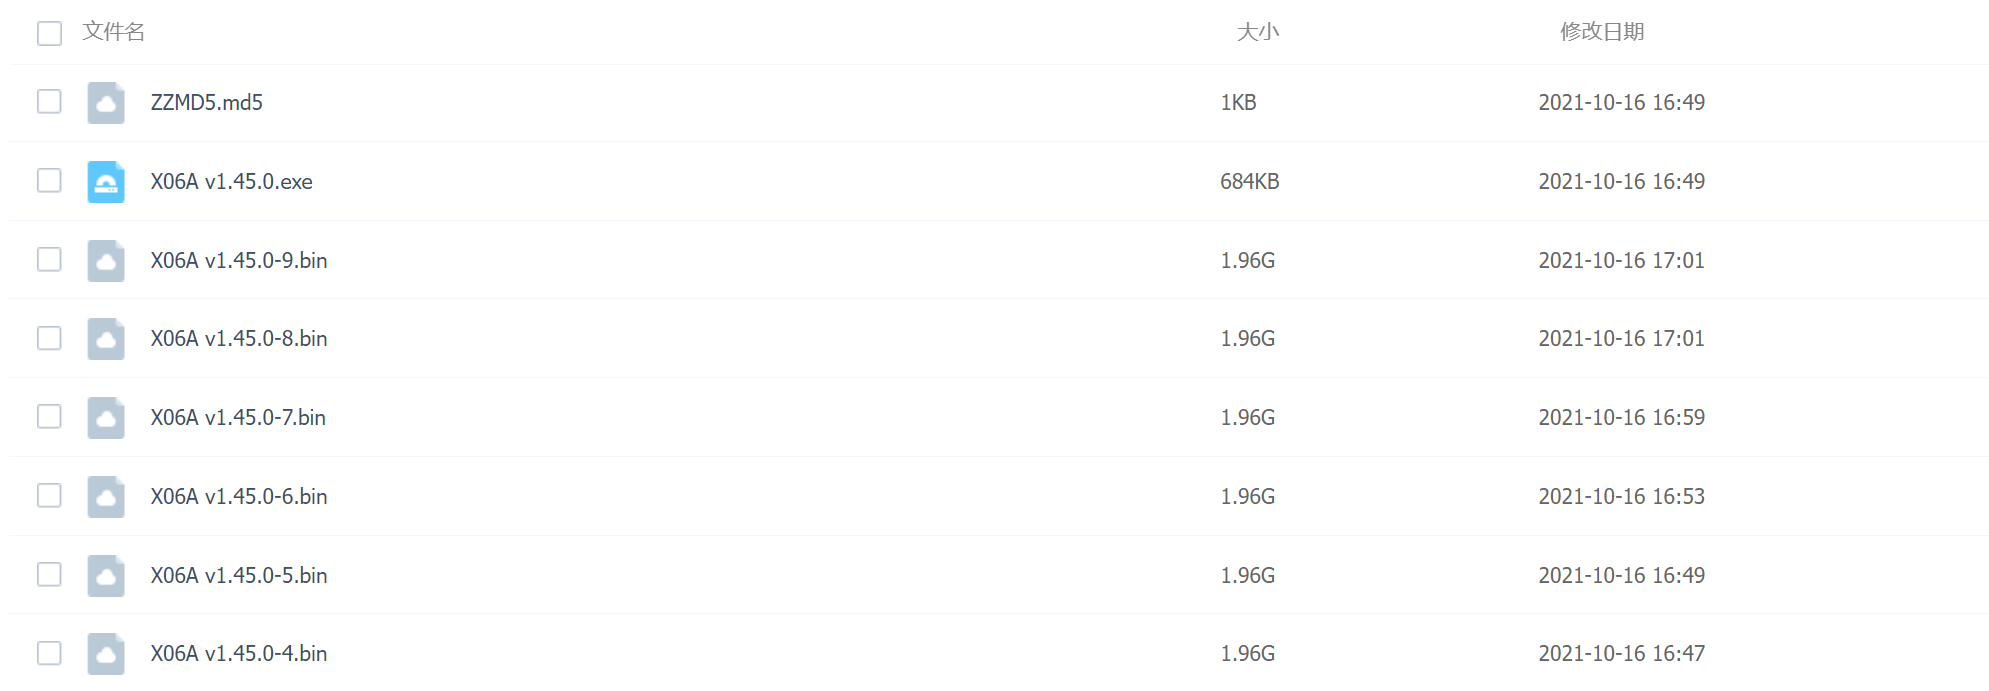 文件名 大小 修改日期
ZZMD5.md5 1KB 2021-10-16 16:49
X06A v1.45.0.exe 684KB 2021-10-16 16:49
X06A v1.45.0-9.bin 1.96G 2021-10-16 17:01
X06A v1.45.0-8.bin 1.96G 2021-10-16 17:01
X06A v1.45.0-7.bin 1.96G 2021-10-16 16:59
X06A v1.45.0-6.bin 1.96G 2021-10-16 16:53
X06A v1.45.0-5.bin 1.96G 2021-10-16 16:49
X06A v1.45.0-4.bin 1.96G 2021-10-16 16:47